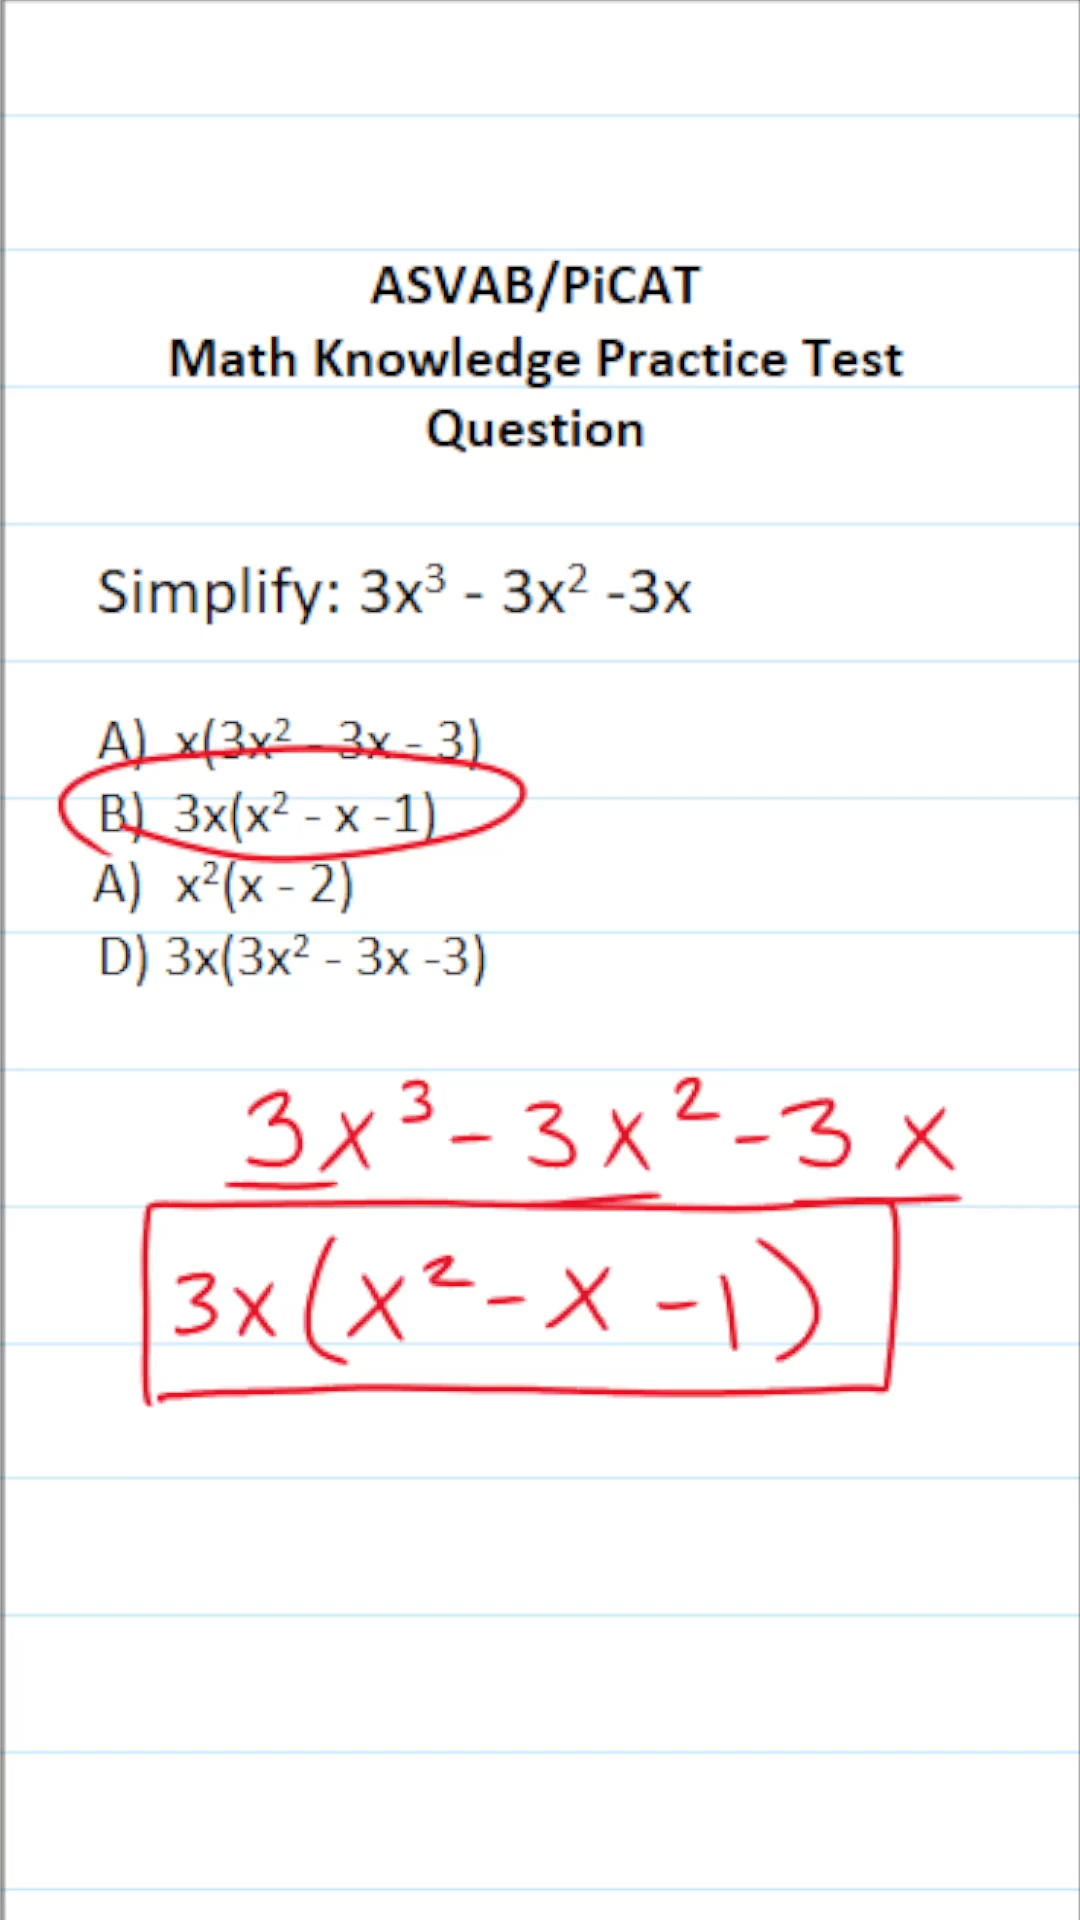 ASVAB/PiCAT
Math Knowledge Practice Test
Question
Simplify: 3x³ - 3x² -3x
A) x(3x² - 3x - 3)
B) 3x(x² - x -1)
A) x²(x - 2)
D) 3x(3x² - 3x -3)
3x³ - 3x² - 3x
3x(x² - x - 1)